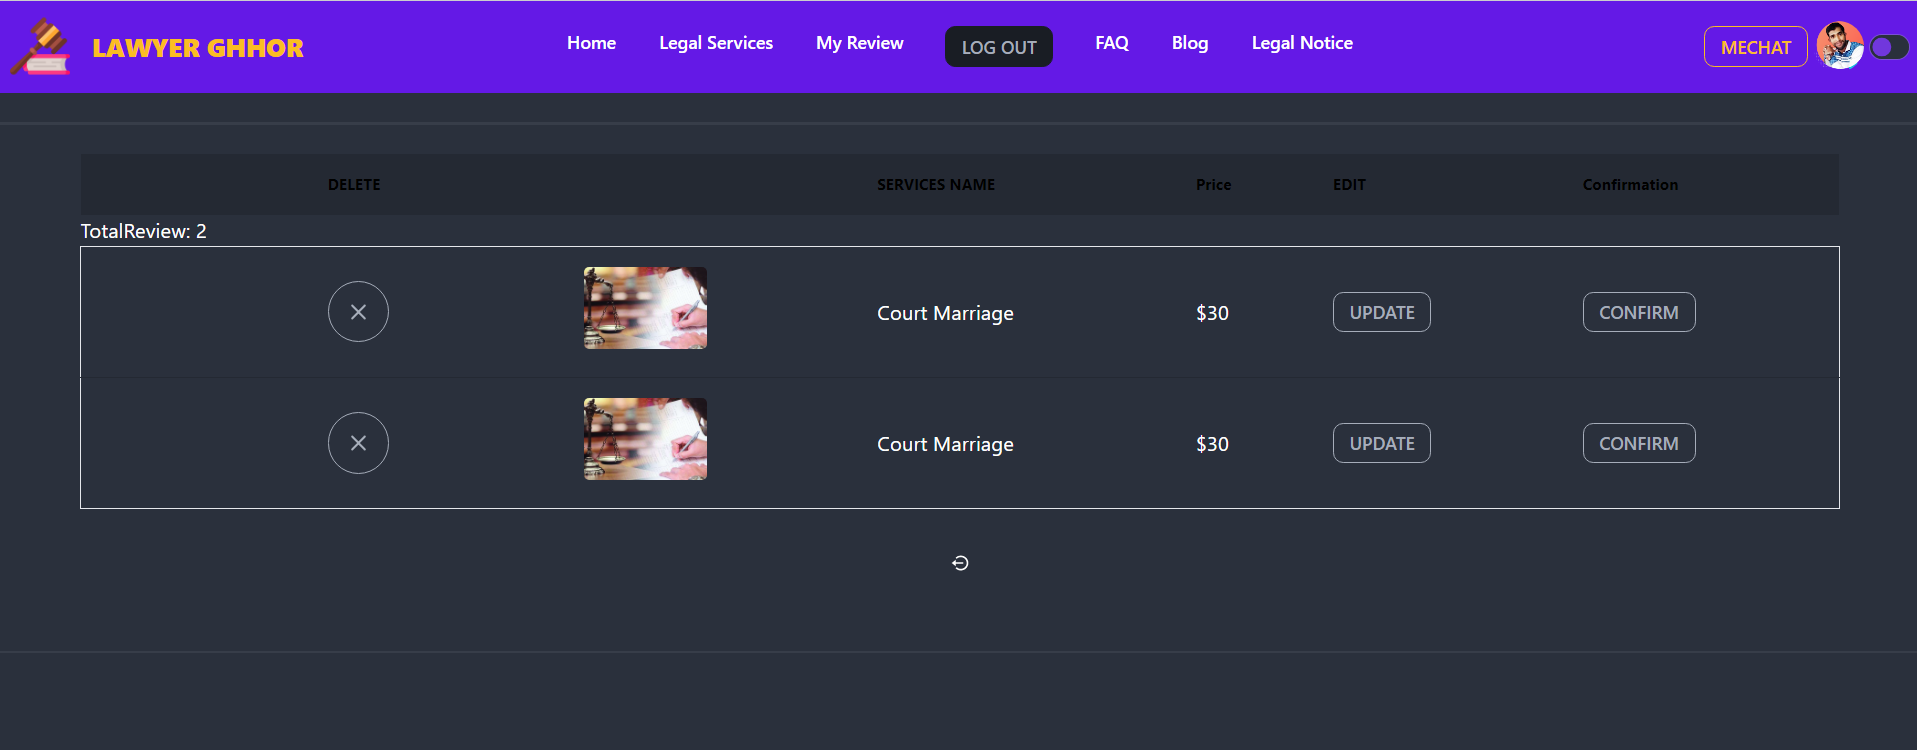 LAWYER GHHOR
Home Legal Services My Review LOG OUT FAQ Blog Legal Notice
MECHAT
DELETE SERVICES NAME Price EDIT Confirmation
TotalReview: 2
Court Marriage $30 UPDATE CONFIRM
Court Marriage $30 UPDATE CONFIRM